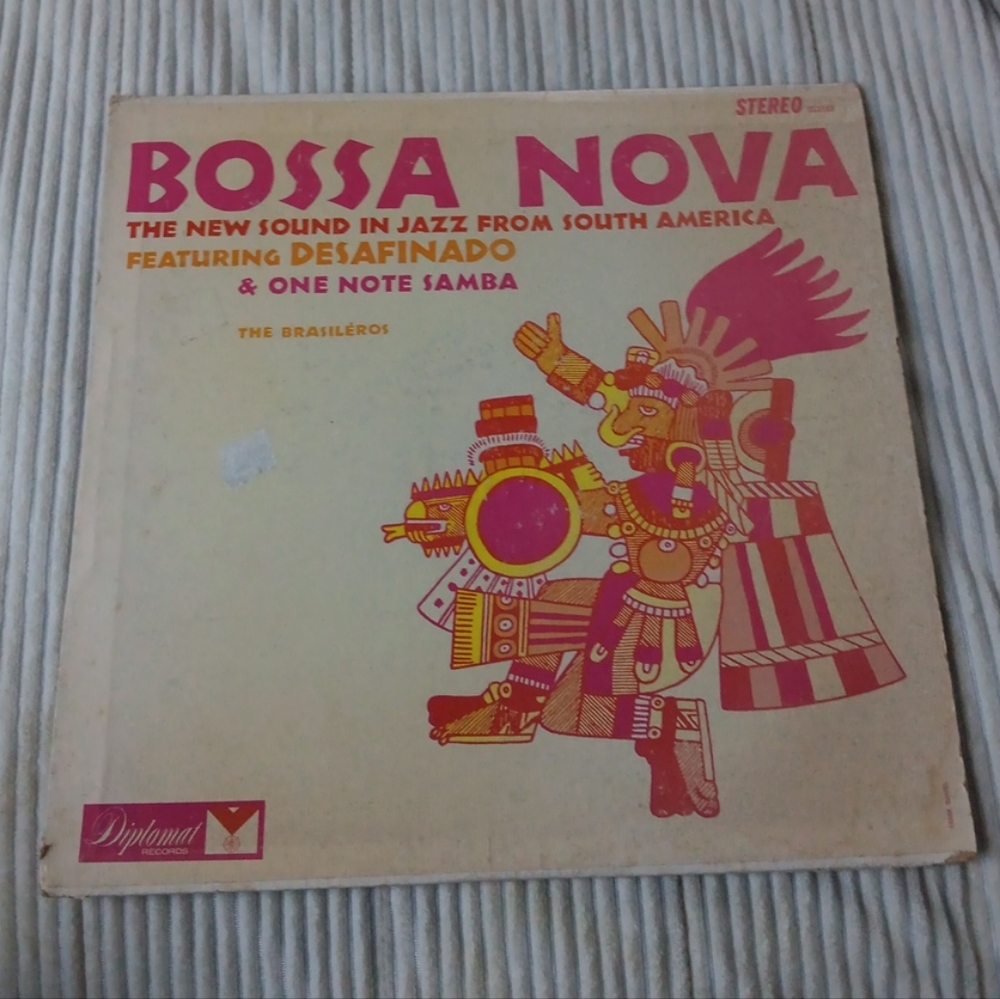 STEREO
BOSSA NOVA
THE NEW SOUND IN JAZZ FROM SOUTH AMERICA
FEATURING DESAFINADO
& ONE NOTE SAMBA
THE BRASILÉROS
Diplomat
RECORDS